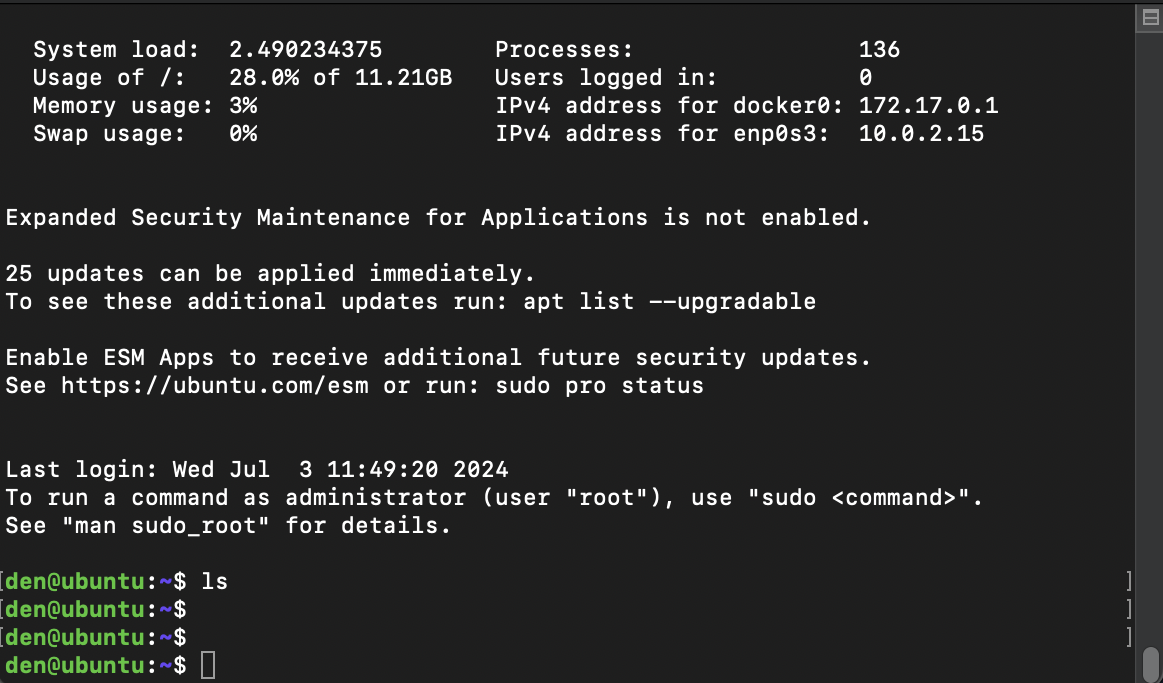 System load:  2.490234375        Processes:                136
Usage of /:   28.0% of 11.21GB   Users logged in:          0
Memory usage: 3%                 IPv4 address for docker0: 172.17.0.1
Swap usage:   0%                 IPv4 address for enp0s3:  10.0.2.15
Expanded Security Maintenance for Applications is not enabled.
25 updates can be applied immediately.
To see these additional updates run: apt list --upgradable
Enable ESM Apps to receive additional future security updates.
See https://ubuntu.com/esm or run: sudo pro status
Last login: Wed Jul  3 11:49:20 2024
To run a command as administrator (user "root"), use "sudo <command>".
See "man sudo_root" for details.
[den@ubuntu:~$ ls ]
[den@ubuntu:~$ ]
[den@ubuntu:~$ ]
den@ubuntu:~$